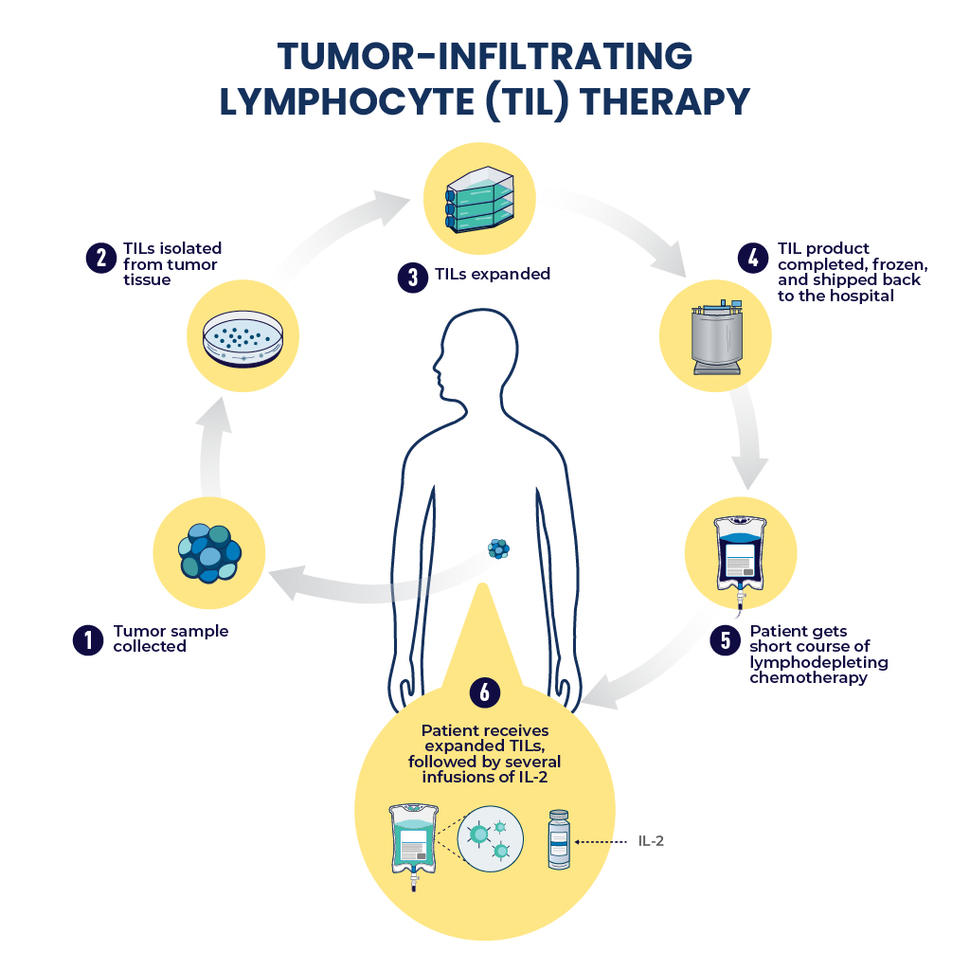 TUMOR-INFILTRATING
LYMPHOCYTE (TIL) THERAPY
1
Tumor sample
collected
2
TILs isolated
from tumor
tissue
3
TILs expanded
4
TIL product
completed, frozen,
and shipped back
to the hospital
5
Patient gets
short course of
lymphodepleting
chemotherapy
6
Patient receives
expanded TILs,
followed by several
infusions of IL-2
IL-2